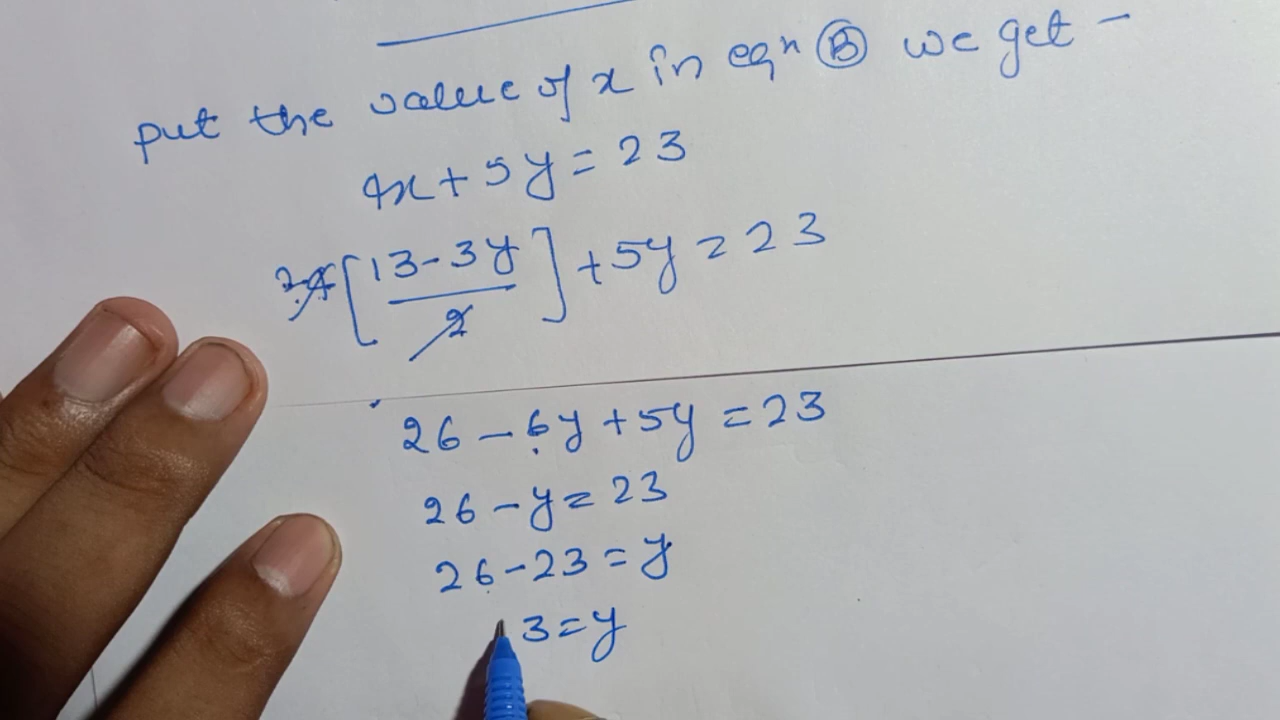 put the value of x in eqn B we get -
4x + 5y = 23
2 4 [13 - 3y / 2] + 5y = 23
26 - 6y + 5y = 23
26 - y = 23
26 - 23 = y
3 = y